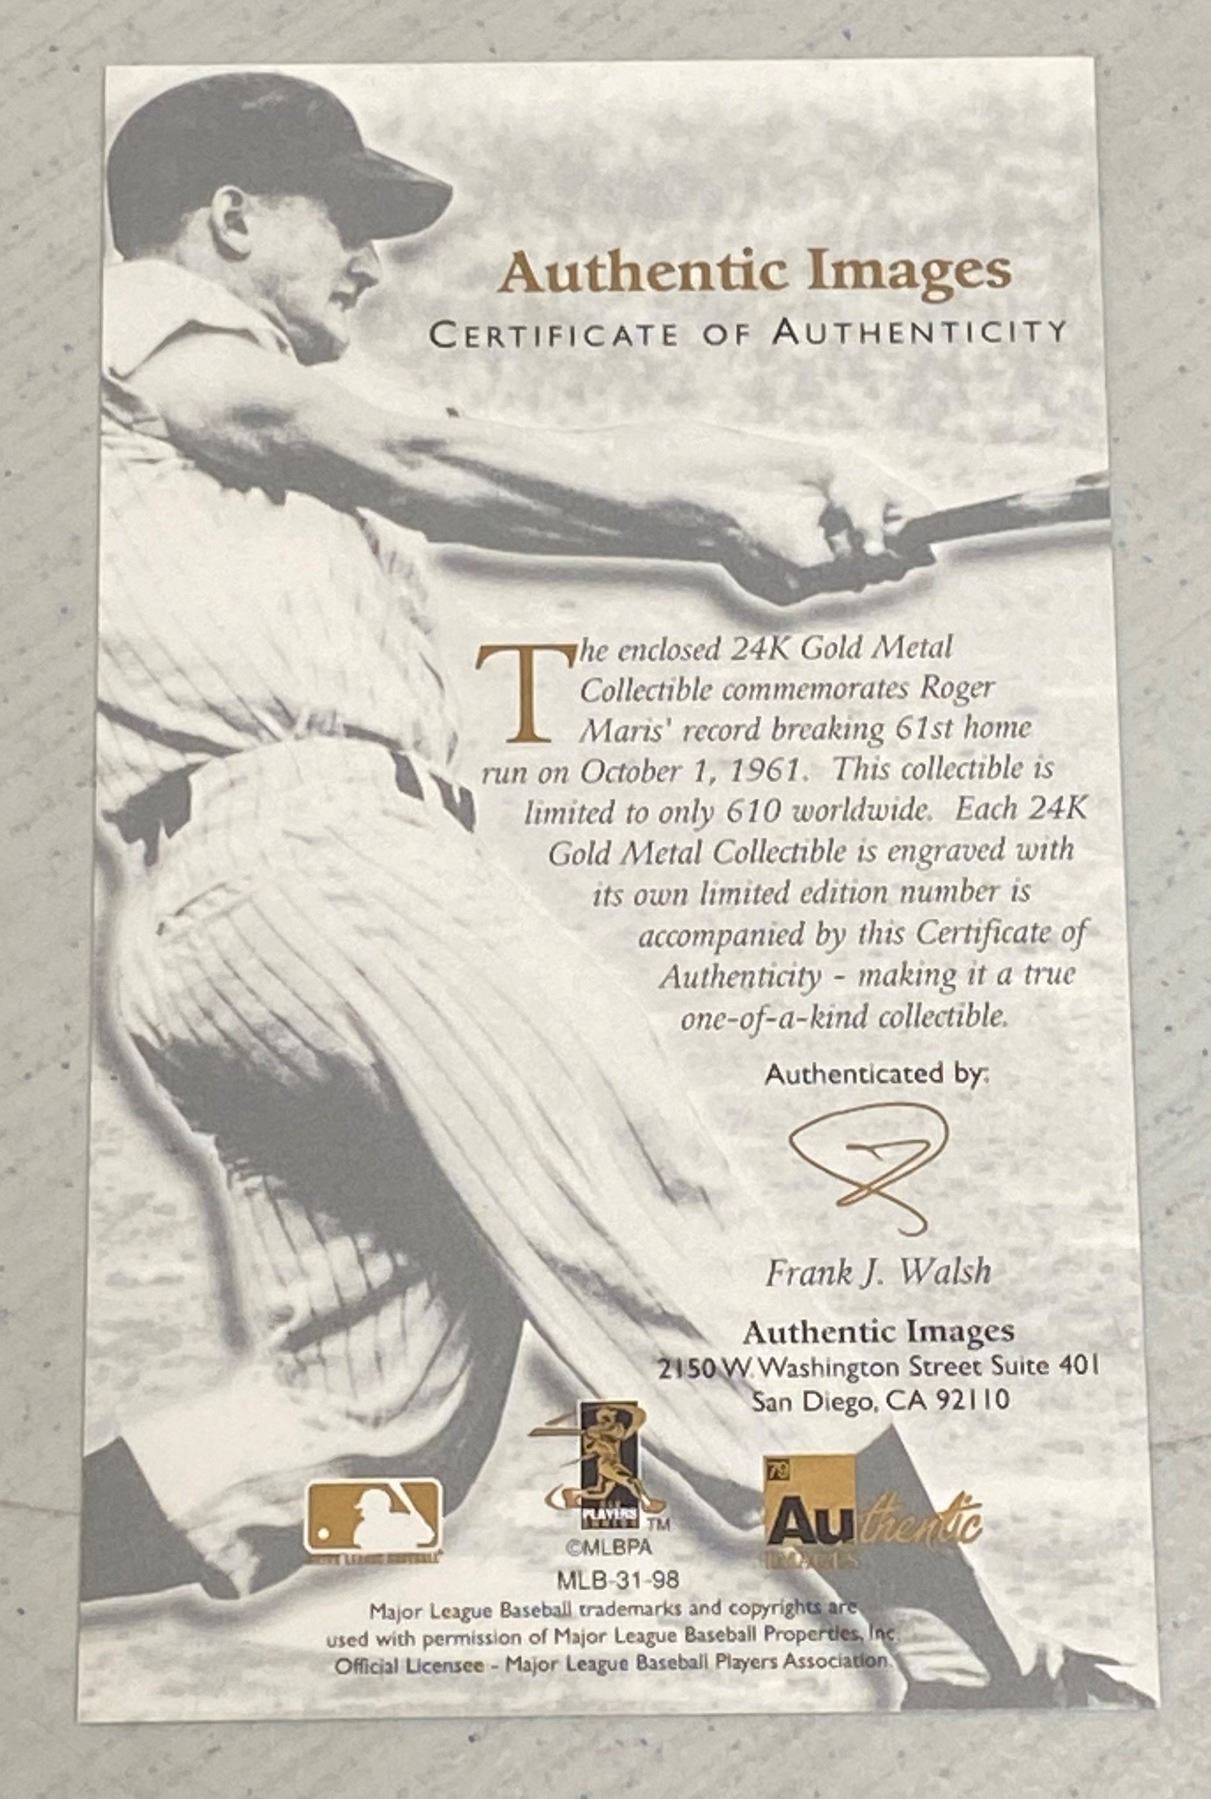 Authentic Images
CERTIFICATE OF AUTHENTICITY
The enclosed 24K Gold Metal
Collectible commemorates Roger
Maris' record breaking 61st home
run on October 1, 1961. This collectible is
limited to only 610 worldwide. Each 24K
Gold Metal Collectible is engraved with
its own limited edition number is
accompanied by this Certificate of
Authenticity - making it a true
one-of-a-kind collectible.
Authenticated by:
Frank J. Walsh
Authentic Images
2150 W. Washington Street Suite 401
San Diego, CA 92110
MAJOR LEAGUE BASEBALL
PLAYERS
TM
79
Authentic
IMAGES
©MLBPA
MLB-31-98
Major League Baseball trademarks and copyrights are
used with permission of Major League Baseball Properties, Inc.
Official Licensee - Major League Baseball Players Association.